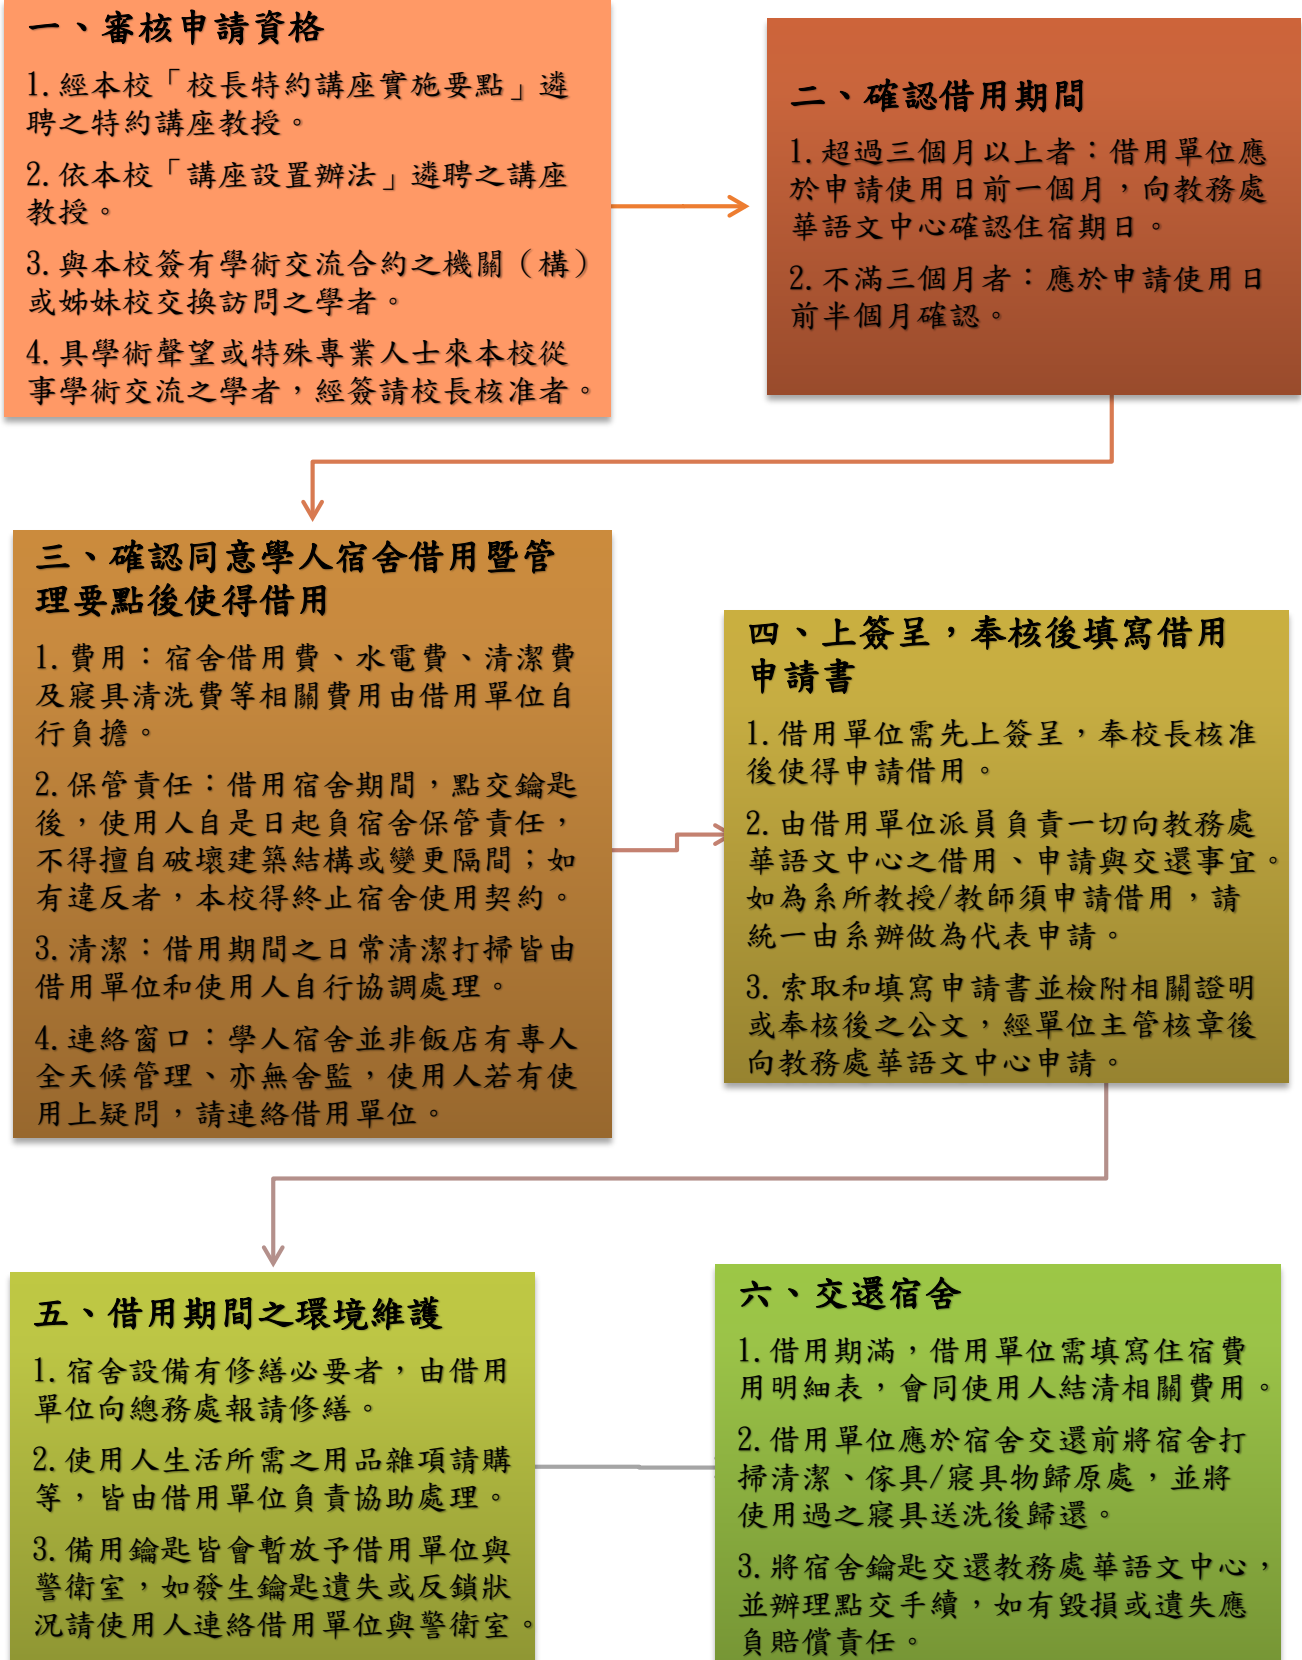 一、審核申請資格
1.經本校「校長特約講座實施要點」遴
聘之特約講座教授。
2.依本校「講座設置辦法」遴聘之講座
教授。
3.與本校簽有學術交流合約之機關（構）
或姊妹校交換訪問之學者。
4.具學術聲望或特殊專業人士來本校從
事學術交流之學者，經簽請校長核准者。
二、確認借用期間
1.超過三個月以上者：借用單位應
於申請使用日前一個月，向教務處
華語文中心確認住宿期日。
2.不滿三個月者：應於申請使用日
前半個月確認。
三、確認同意學人宿舍借用暨管
理要點後使得借用
1.費用：宿舍借用費、水電費、清潔費
及寢具清洗費等相關費用由借用單位自
行負擔。
2.保管責任：借用宿舍期間，點交鑰匙
後，使用人自是日起負宿舍保管責任，
不得擅自破壞建築結構或變更隔間；如
有違反者，本校得終止宿舍使用契約。
3.清潔：借用期間之日常清潔打掃皆由
借用單位和使用人自行協調處理。
4.連絡窗口：學人宿舍並非飯店有專人
全天候管理、亦無舍監，使用人若有使
用上疑問，請連絡借用單位。
四、上簽呈，奉核後填寫借用
申請書
1.借用單位需先上簽呈，奉校長核准
後使得申請借用。
2.由借用單位派員負責一切向教務處
華語文中心之借用、申請與交還事宜。
如為系所教授/教師須申請借用，請
統一由系辦做為代表申請。
3.索取和填寫申請書並檢附相關證明
或奉核後之公文，經單位主管核章後
向教務處華語文中心申請。
五、借用期間之環境維護
1.宿舍設備有修繕必要者，由借用
單位向總務處報請修繕。
2.使用人生活所需之用品雜項請購
等，皆由借用單位負責協助處理。
3.備用鑰匙皆會暫放予借用單位與
警衛室，如發生鑰匙遺失或反鎖狀
況請使用人連絡借用單位與警衛室。
六、交還宿舍
1.借用期滿，借用單位需填寫住宿費
用明細表，會同使用人結清相關費用。
2.借用單位應於宿舍交還前將宿舍打
掃清潔、傢具/寢具物歸原處，並將
使用過之寢具送洗後歸還。
3.將宿舍鑰匙交還教務處華語文中心，
並辦理點交手續，如有毀損或遺失應
負賠償責任。